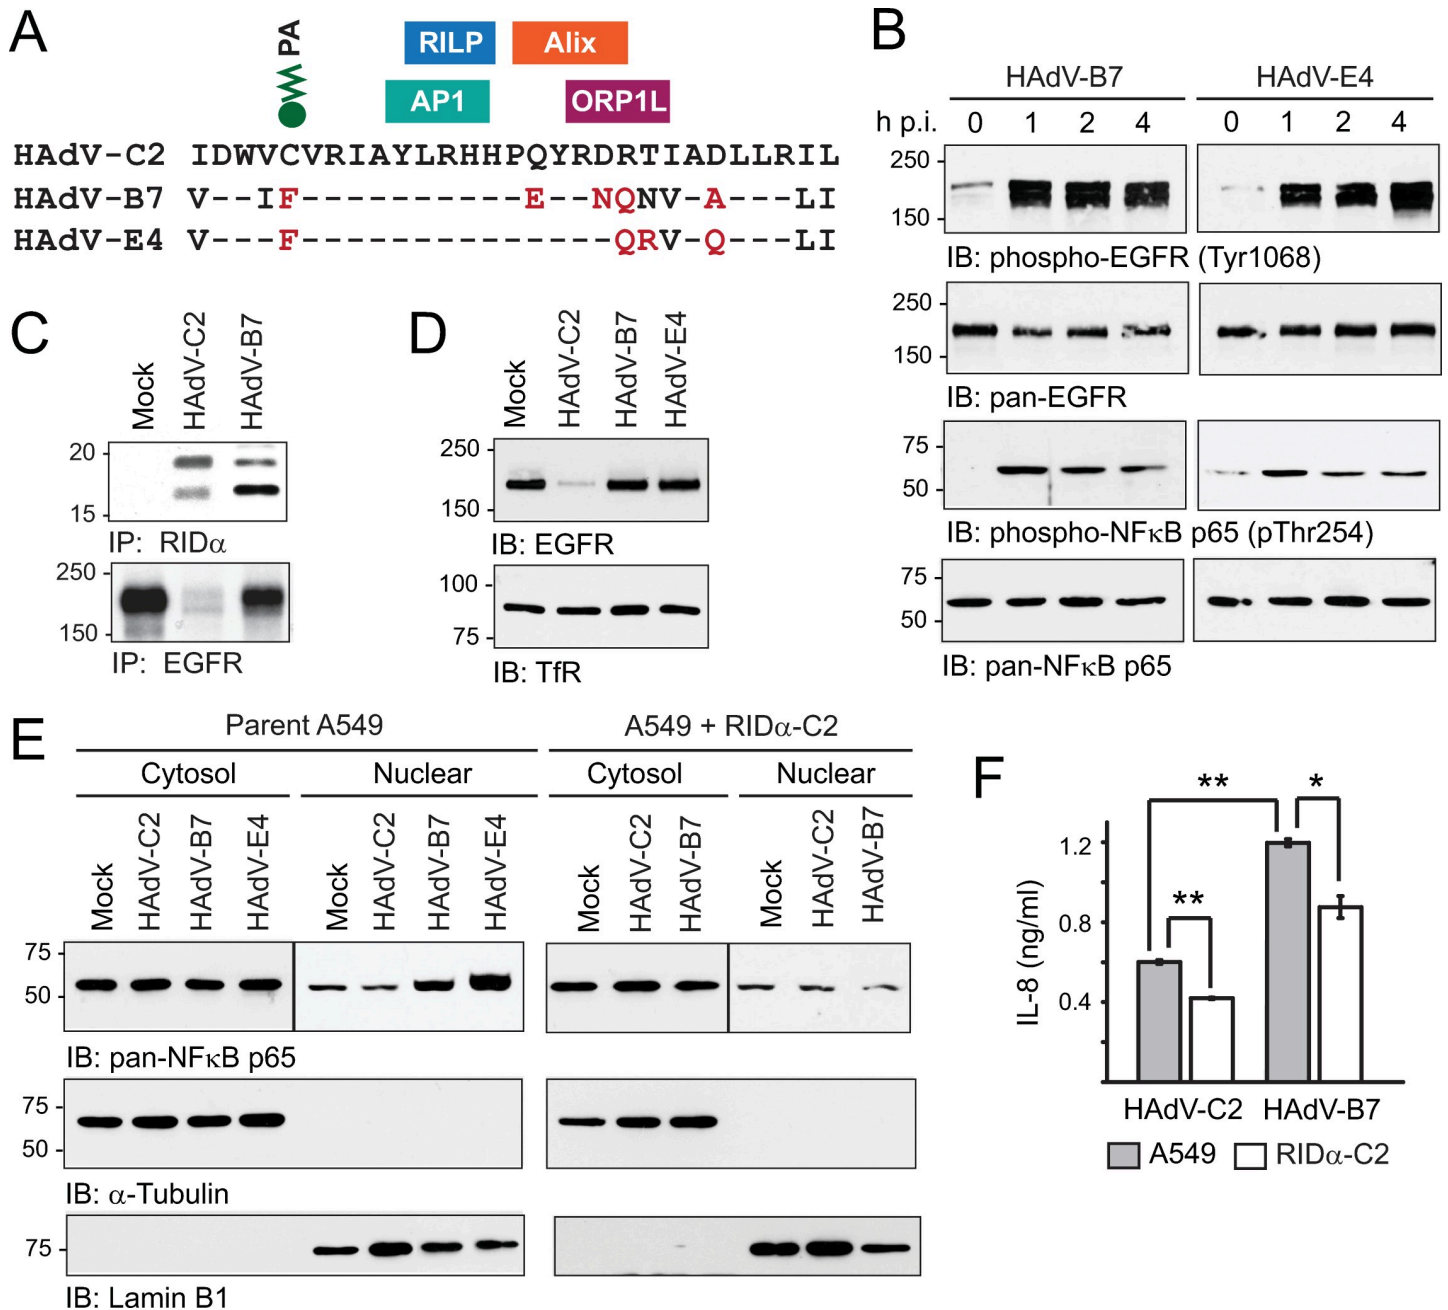 A
PA
RILP Alix
AP1 ORP1L
HAdV-C2 IDWVCVRIAYLRHHPQYRDRTIADLLRIL
HAdV-B7 V--IF----------E--NQNV-A---LI
HAdV-E4 V---F-------------QRV-Q---LI
B
HAdV-B7 HAdV-E4
h p.i. 0 1 2 4 0 1 2 4
250
150
IB: phospho-EGFR (Tyr1068)
250
150
IB: pan-EGFR
75
50
IB: phospho-NFκB p65 (pThr254)
75
50
IB: pan-NFκB p65
C
Mock HAdV-C2 HAdV-B7
20
15
IP: RIDα
250
150
IP: EGFR
D
Mock HAdV-C2 HAdV-B7 HAdV-E4
250
150
IB: EGFR
100
75
IB: TfR
E
Parent A549 A549 + RIDα-C2
Cytosol Nuclear Cytosol Nuclear
Mock HAdV-C2 HAdV-B7 HAdV-E4 Mock HAdV-C2 HAdV-B7 HAdV-E4 Mock HAdV-C2 HAdV-B7 Mock HAdV-C2 HAdV-B7
75
50
IB: pan-NFκB p65
75
50
IB: α-Tubulin
75
IB: Lamin B1
F
** *
**
IL-8 (ng/ml)
1.2
0.8
0.4
HAdV-C2 HAdV-B7
A549 RIDα-C2